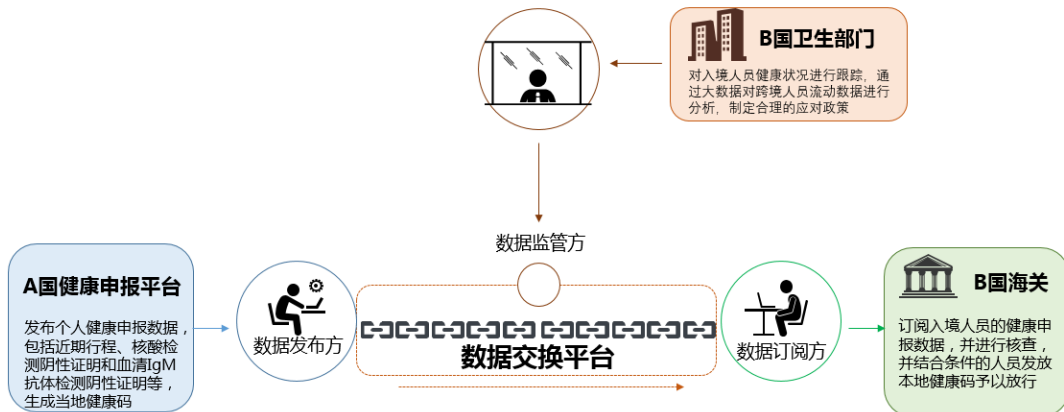 B国卫生部门
对入境人员健康状况进行跟踪，通
过大数据对跨境人员流动数据进行
分析，制定合理的应对政策
数据监管方
A国健康申报平台
发布个人健康申报数据，
包括近期行程、核酸检
测阴性证明和血清IgM
抗体检测阴性证明等，
生成当地健康码
数据发布方
数据交换平台
数据订阅方
B国海关
订阅入境人员的健康申
报数据，并进行核查，
并结合条件的人员发放
本地健康码予以放行